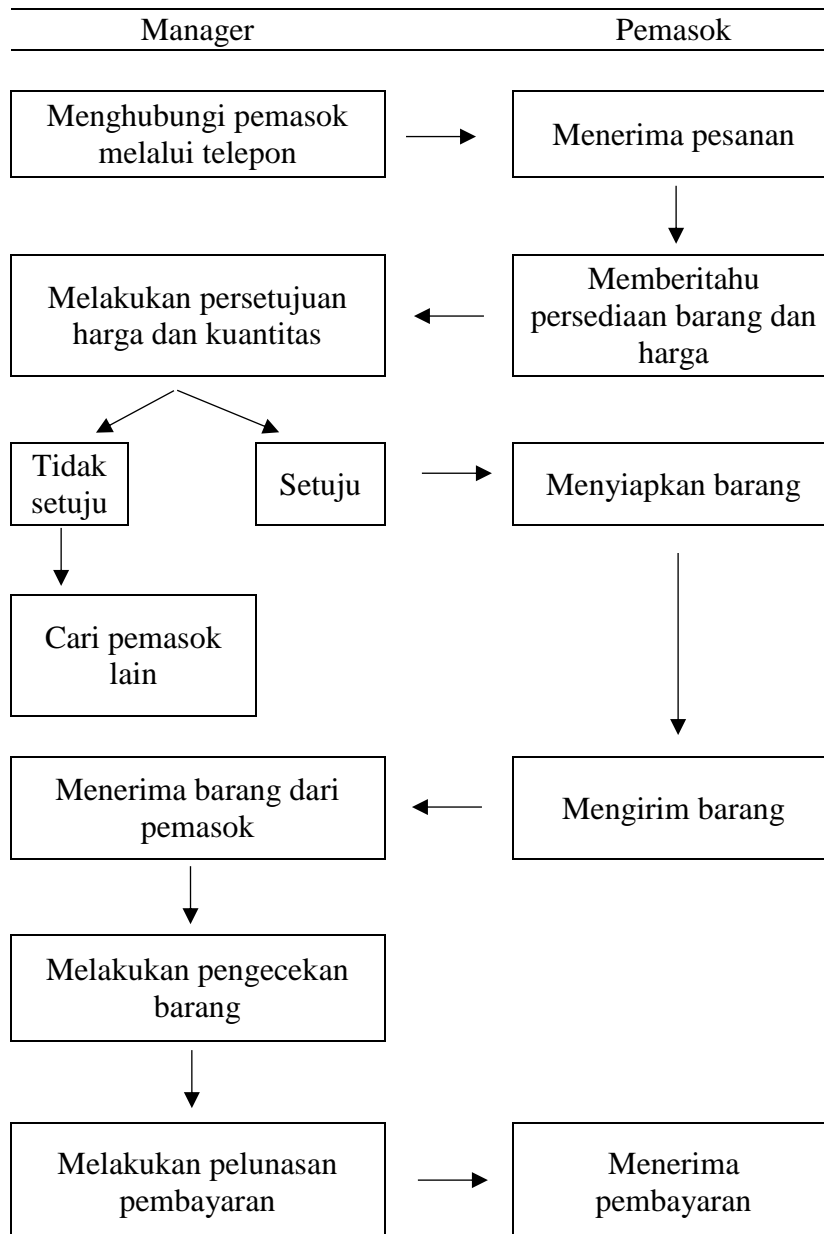 Manager
Pemasok
Menghubungi pemasok
melalui telepon
Menerima pesanan
Melakukan persetujuan
harga dan kuantitas
Memberitahu
persediaan barang dan
harga
Tidak
setuju
Setuju
Menyiapkan barang
Cari pemasok
lain
Menerima barang dari
pemasok
Mengirim barang
Melakukan pengecekan
barang
Melakukan pelunasan
pembayaran
Menerima
pembayaran